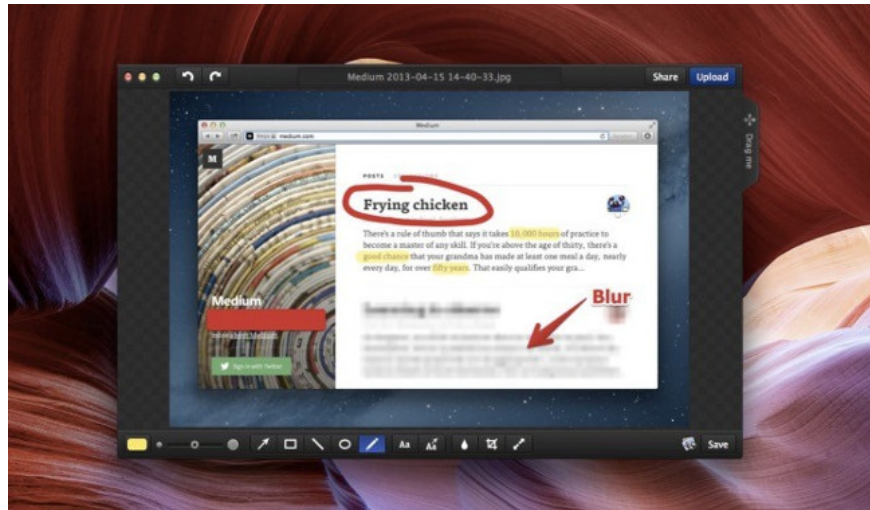 Medium 2013-04-15 14-40-33.jpg
Share
Upload
Drag me
Medium
medium.com
M
POSTS
Frying chicken
There's a rule of thumb that says it takes 10,000 hours of practice to
become a master of any skill. If you're above the age of thirty, there's a
good chance that your grandma has made at least one meal a day, nearly
every day, for over fifty years. That easily qualifies your gra...
Blur
Medium
Sign in with Twitter
Aa
Aa
Save